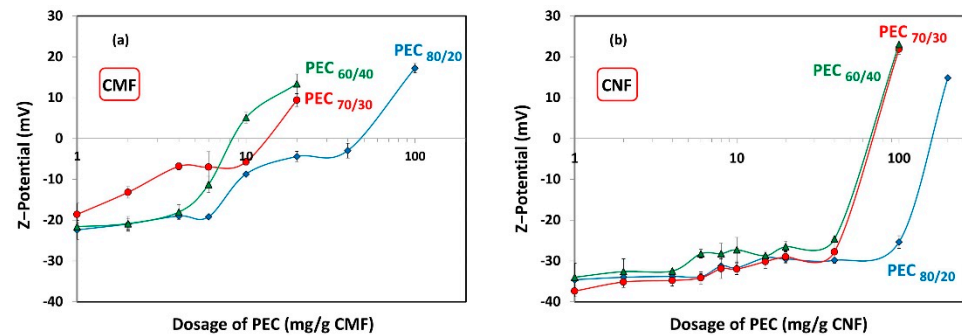 (a)
CMF
PEC 60/40
PEC 70/30
PEC 80/20
Z–Potential (mV)
30
20
10
0
-10
-20
-30
-40
1
10
100
Dosage of PEC (mg/g CMF)
(b)
CNF
PEC 70/30
PEC 60/40
PEC 80/20
Z–Potential (mV)
30
20
10
0
-10
-20
-30
-40
1
10
100
Dosage of PEC (mg/g CNF)